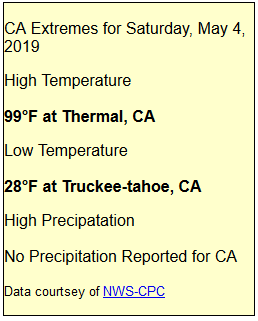 CA Extremes for Saturday, May 4,
2019
High Temperature
99°F at Thermal, CA
Low Temperature
28°F at Truckee-tahoe, CA
High Precipatation
No Precipitation Reported for CA
Data courtsey of NWS-CPC